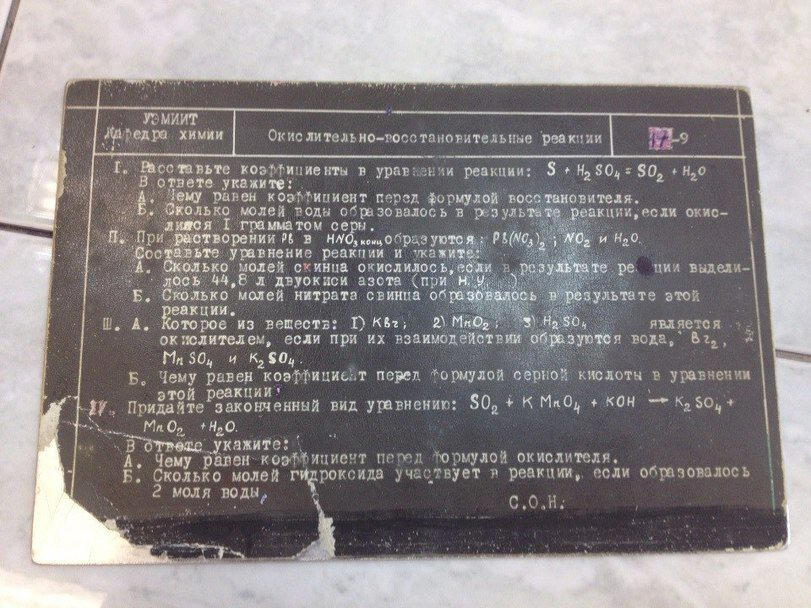 УЭМИИТ
Кафедра химии
Окислительно-восстановительные реакции
17-9
I. Расставьте коэффициенты в уравнении реакции: S + H₂SO₄ = SO₂ + H₂O
В ответе укажите:
А. Чему равен коэффициент перед формулой восстановителя.
Б. Сколько молей воды образовалось в результате реакции,если окис-
лился I грамматом серы.
П. При растворении Pb в HNO₃ конц образуются: Pb(NO₃)₂ ; NO₂ и H₂O.
Составьте уравнение реакции и укажите:
А. Сколько молей свинца окислилось,если в результате реакции выдели-
лось 44,8 л двуокиси азота (при н.у.)
Б. Сколько молей нитрата свинца образовалось в результате этой
реакции.
Ш. А. Которое из веществ: 1) KBr; 2) MnO₂; 3) H₂SO₄ является
окислителем, если при их взаимодействии образуются вода, Br₂,
MnSO₄ и K₂SO₄.
Б. Чему равен коэффициент перед формулой серной кислоты в уравнении
этой реакции
IV. Придайте законченный вид уравнению: SO₂ + KMnO₄ + KOH → K₂SO₄ +
MnO₂ + H₂O.
В ответе укажите:
А. Чему равен коэффициент перед формулой окислителя.
Б. Сколько молей гидроксида участвует в реакции, если образовалось
2 моля воды.
С.О.Н.